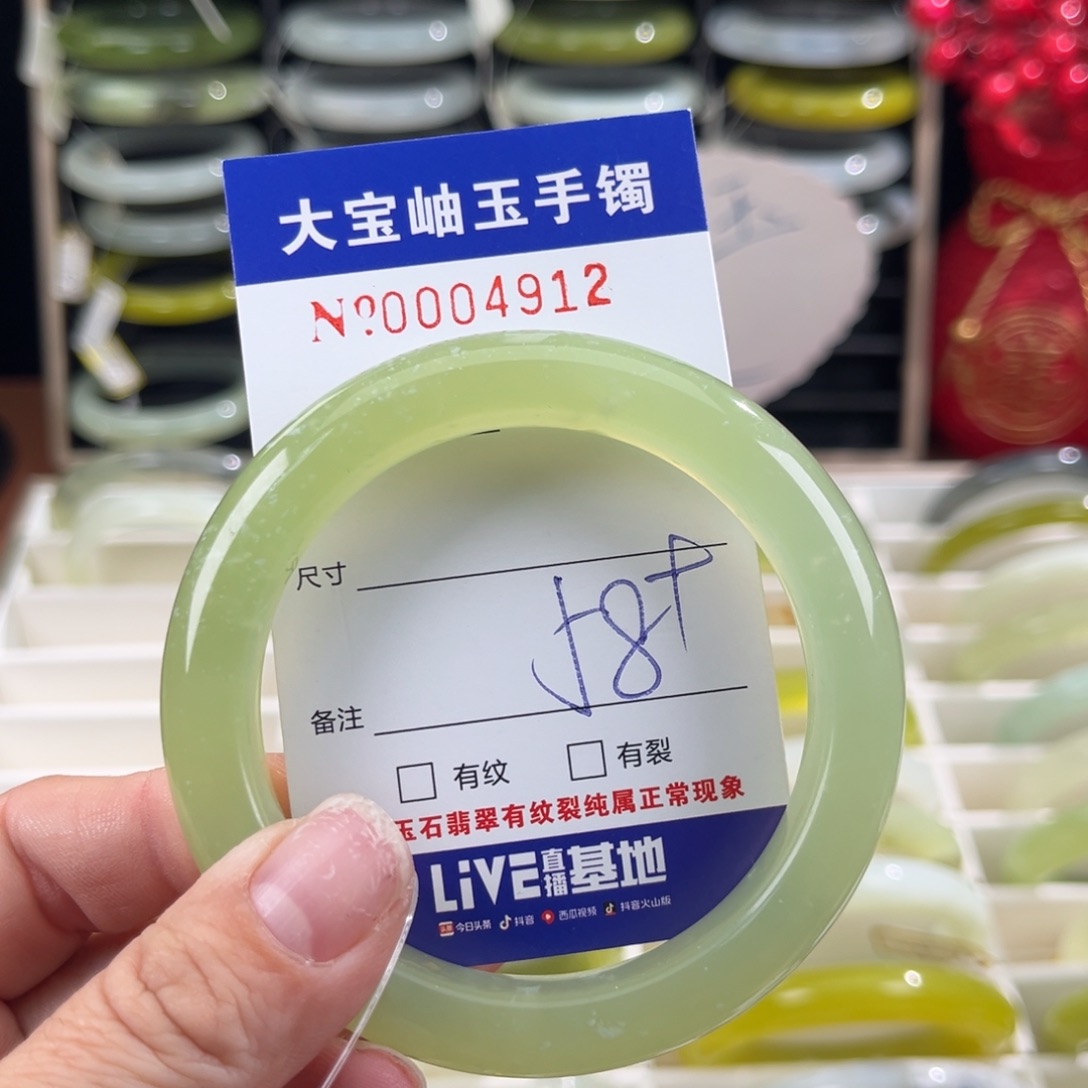 大宝岫玉手镯
Nº:0004912
尺寸
58+
备注
有纹 有裂
玉石翡翠有纹裂纯属正常现象
LiVE直播基地
今日头条 抖音 西瓜视频 抖音火山版